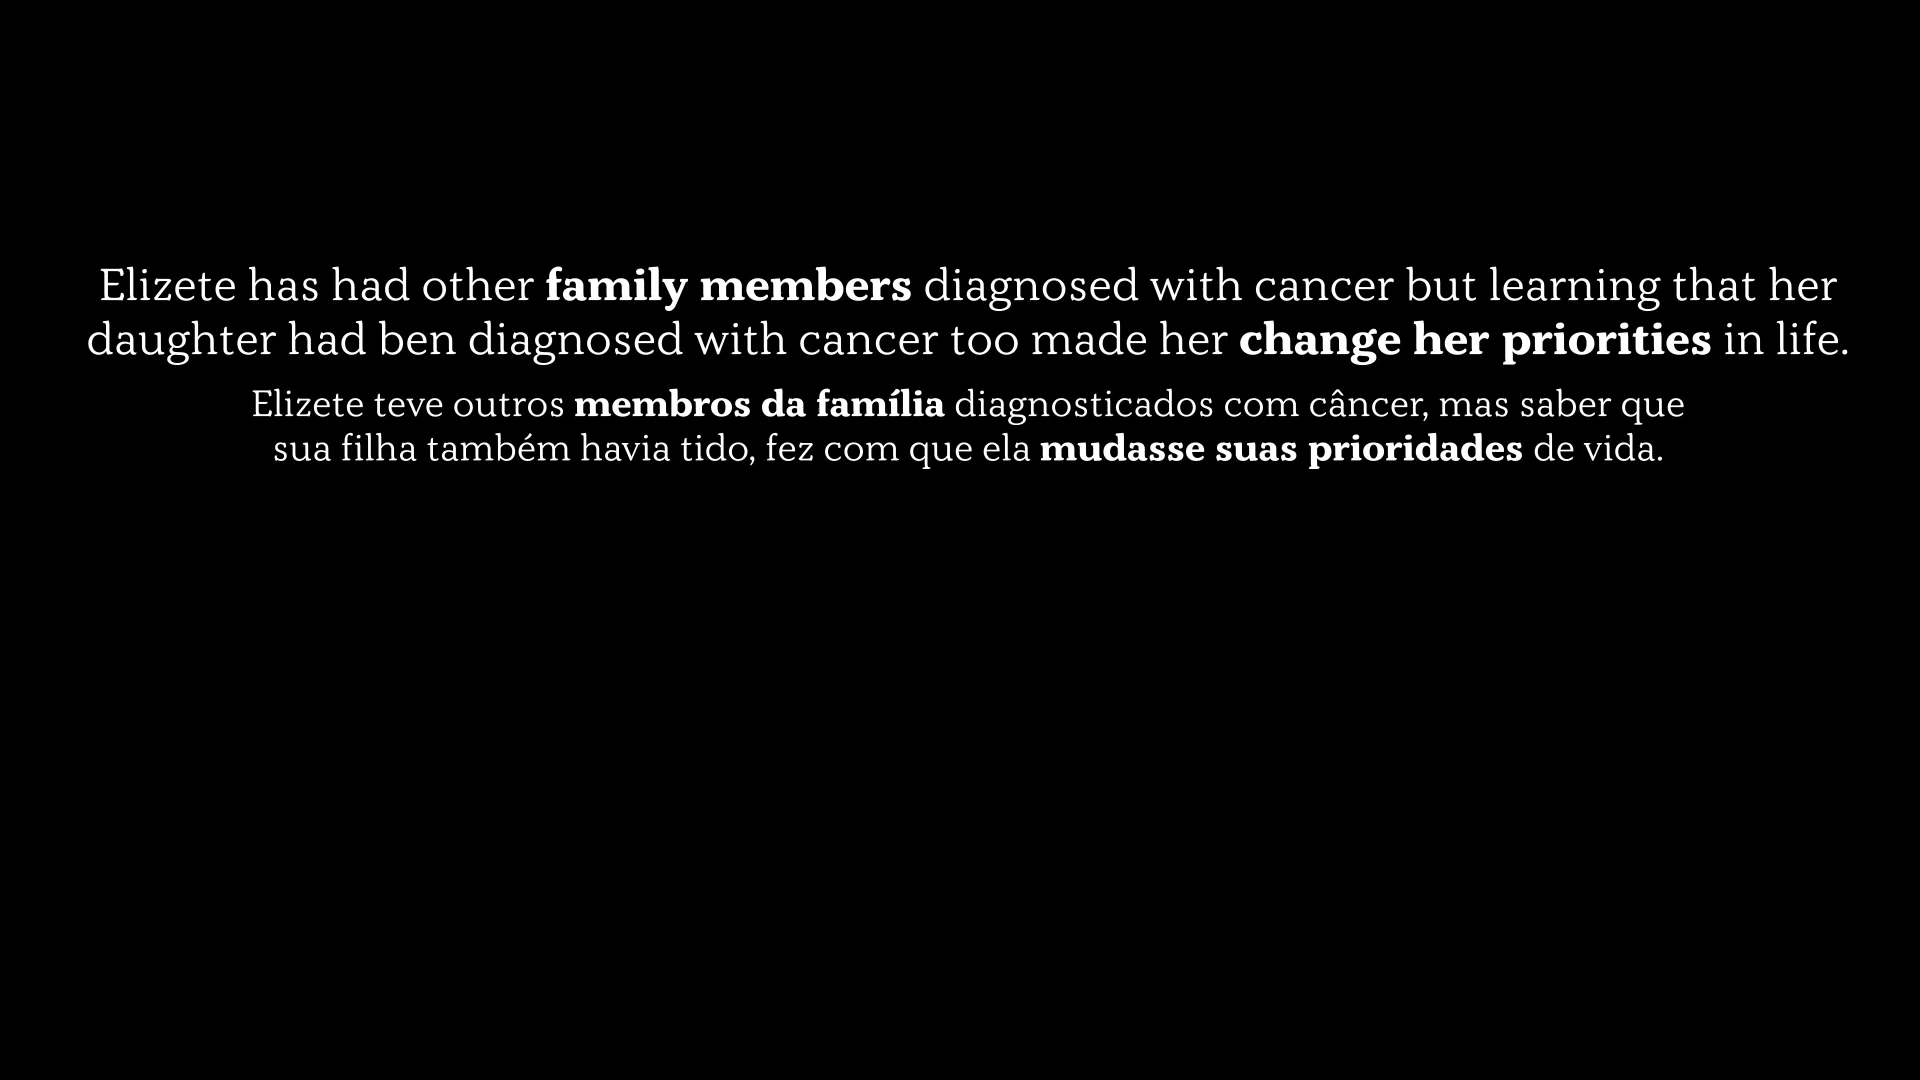 Elizete has had other family members diagnosed with cancer but learning that her
daughter had ben diagnosed with cancer too made her change her priorities in life.
Elizete teve outros membros da família diagnosticados com câncer, mas saber que
sua filha também havia tido, fez com que ela mudasse suas prioridades de vida.